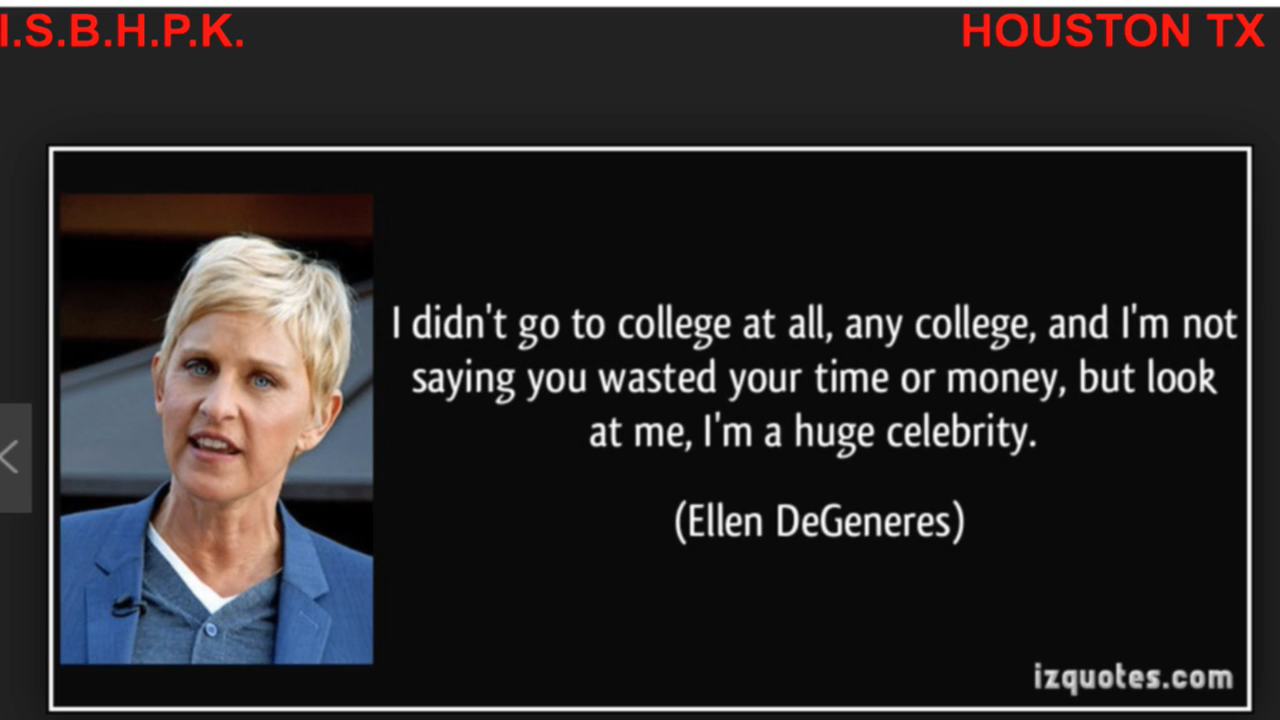 I.S.B.H.P.K.
HOUSTON TX
I didn't go to college at all, any college, and I'm not
saying you wasted your time or money, but look
at me, I'm a huge celebrity.
(Ellen DeGeneres)
izquotes.com